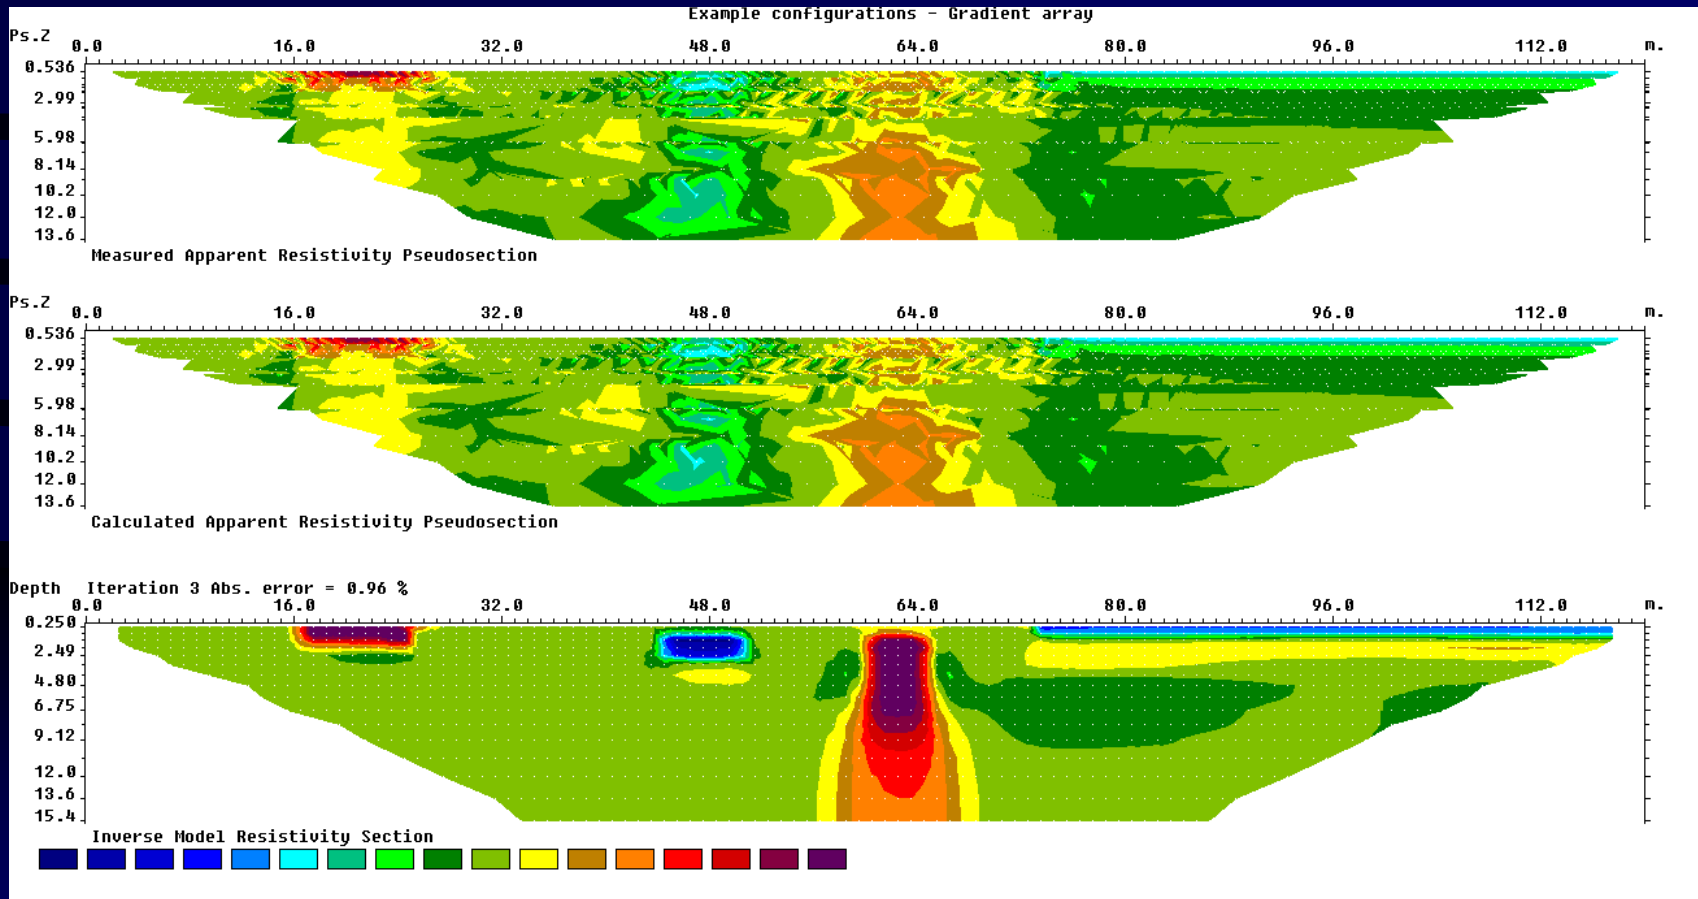 Example configurations - Gradient array
Ps.Z
0.0 16.0 32.0 48.0 64.0 80.0 96.0 112.0 m.
0.536
2.99
5.98
8.14
10.2
12.0
13.6
Measured Apparent Resistivity Pseudosection
Ps.Z
0.0 16.0 32.0 48.0 64.0 80.0 96.0 112.0 m.
0.536
2.99
5.98
8.14
10.2
12.0
13.6
Calculated Apparent Resistivity Pseudosection
Depth Iteration 3 Abs. error = 0.96 %
0.0 16.0 32.0 48.0 64.0 80.0 96.0 112.0 m.
0.250
2.49
4.80
6.75
9.12
12.0
13.6
15.4
Inverse Model Resistivity Section